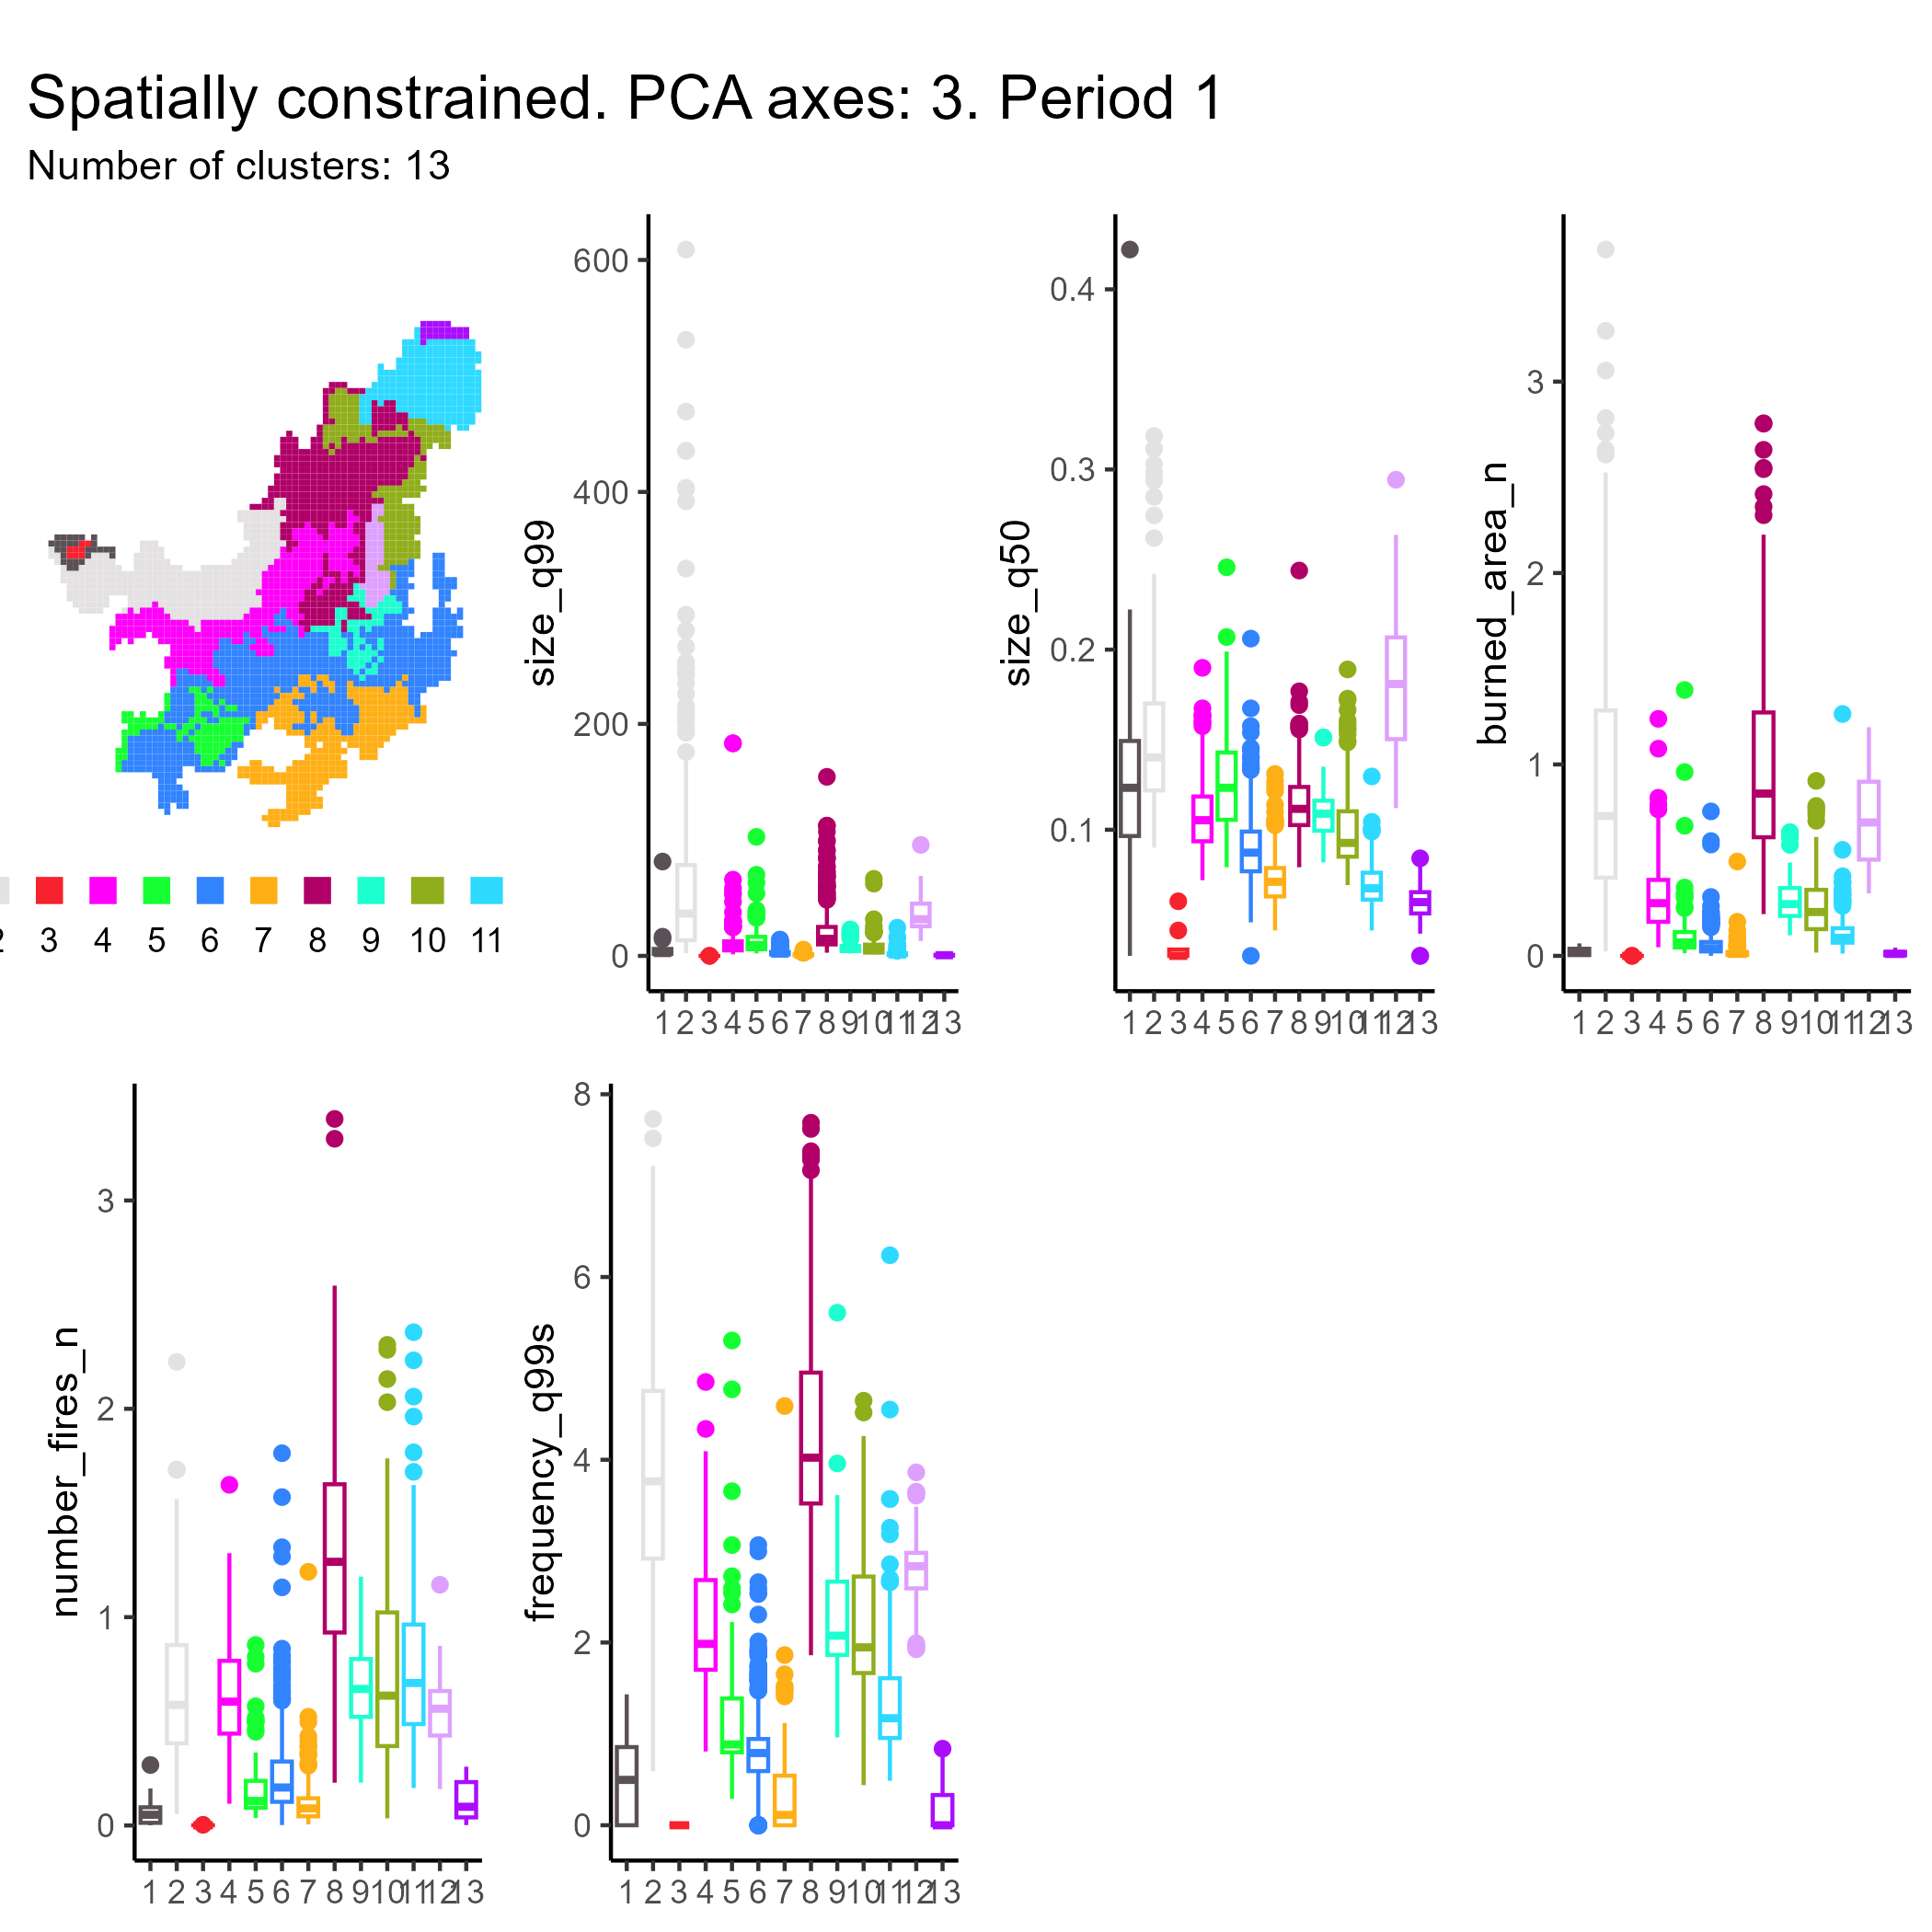 Spatially constrained. PCA axes: 3. Period 1
Number of clusters: 13
size_q99
600
400
200
0
1 2 3 4 5 6 7 8 9 10 11 12 13
size_q50
0.4
0.3
0.2
0.1
1 2 3 4 5 6 7 8 9 10 11 12 13
burned_area_n
3
2
1
0
1 2 3 4 5 6 7 8 9 10 11 12 13
2 3 4 5 6 7 8 9 10 11
number_fires_n
3
2
1
0
1 2 3 4 5 6 7 8 9 10 11 12 13
frequency_q99s
8
6
4
2
0
1 2 3 4 5 6 7 8 9 10 11 12 13